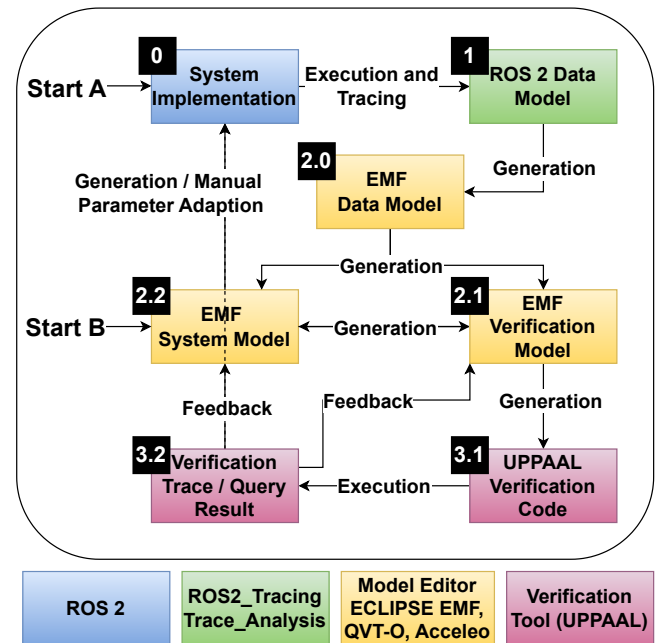 0
System
Implementation
Start A
Execution and
Tracing
1
ROS 2 Data
Model
Generation / Manual
Parameter Adaption
2.0
EMF
Data Model
Generation
Generation
2.2
EMF
System Model
Start B
Generation
2.1
EMF
Verification
Model
Feedback
Feedback
Generation
3.2
Verification
Trace / Query
Result
Execution
3.1
UPPAAL
Verification
Code
ROS 2
ROS2_Tracing
Trace_Analysis
Model Editor
ECLIPSE EMF,
QVT-O, Acceleo
Verification
Tool (UPPAAL)